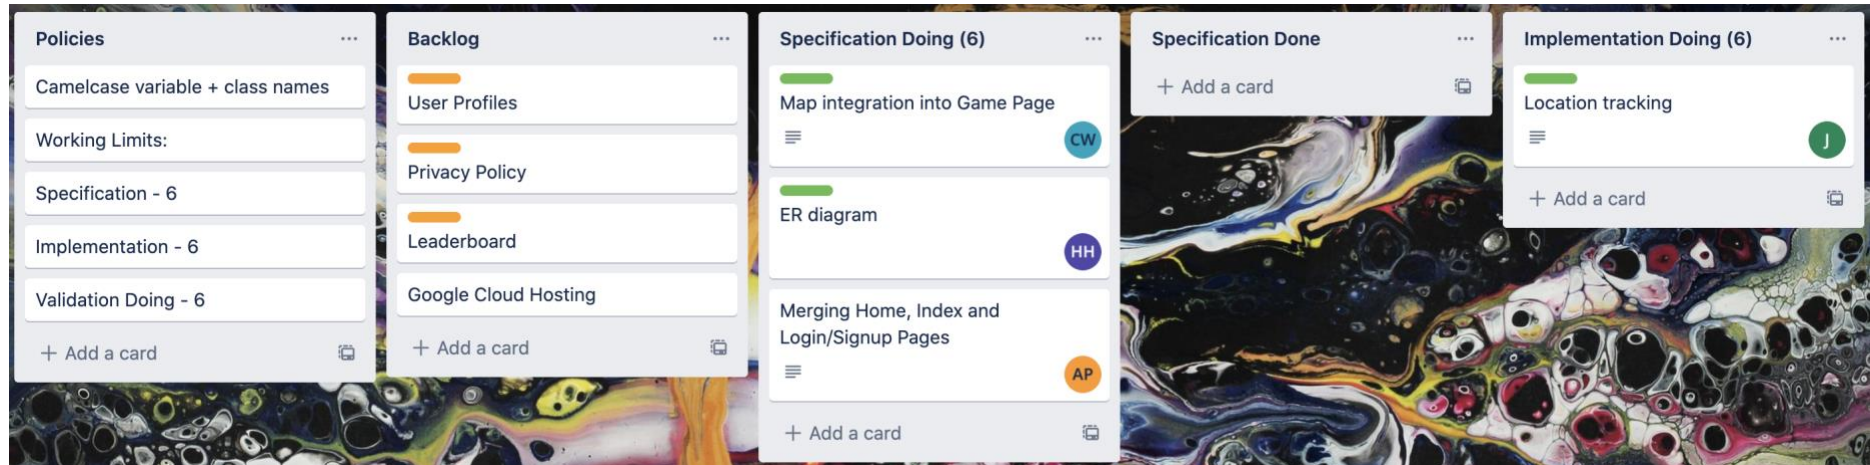 Policies
Camelcase variable + class names
Working Limits:
Specification - 6
Implementation - 6
Validation Doing - 6
+ Add a card
Backlog
User Profiles
Privacy Policy
Leaderboard
Google Cloud Hosting
+ Add a card
Specification Doing (6)
Map integration into Game Page
CW
ER diagram
HH
Merging Home, Index and
Login/Signup Pages
AP
+ Add a card
Specification Done
+ Add a card
Implementation Doing (6)
Location tracking
J
+ Add a card